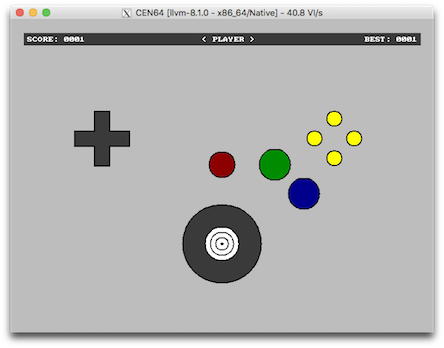 CEN64 [llvm-8.1.0 - x86_64/Native] - 40.8 VI/s
SCORE: 0001 < PLAYER > BEST: 0001